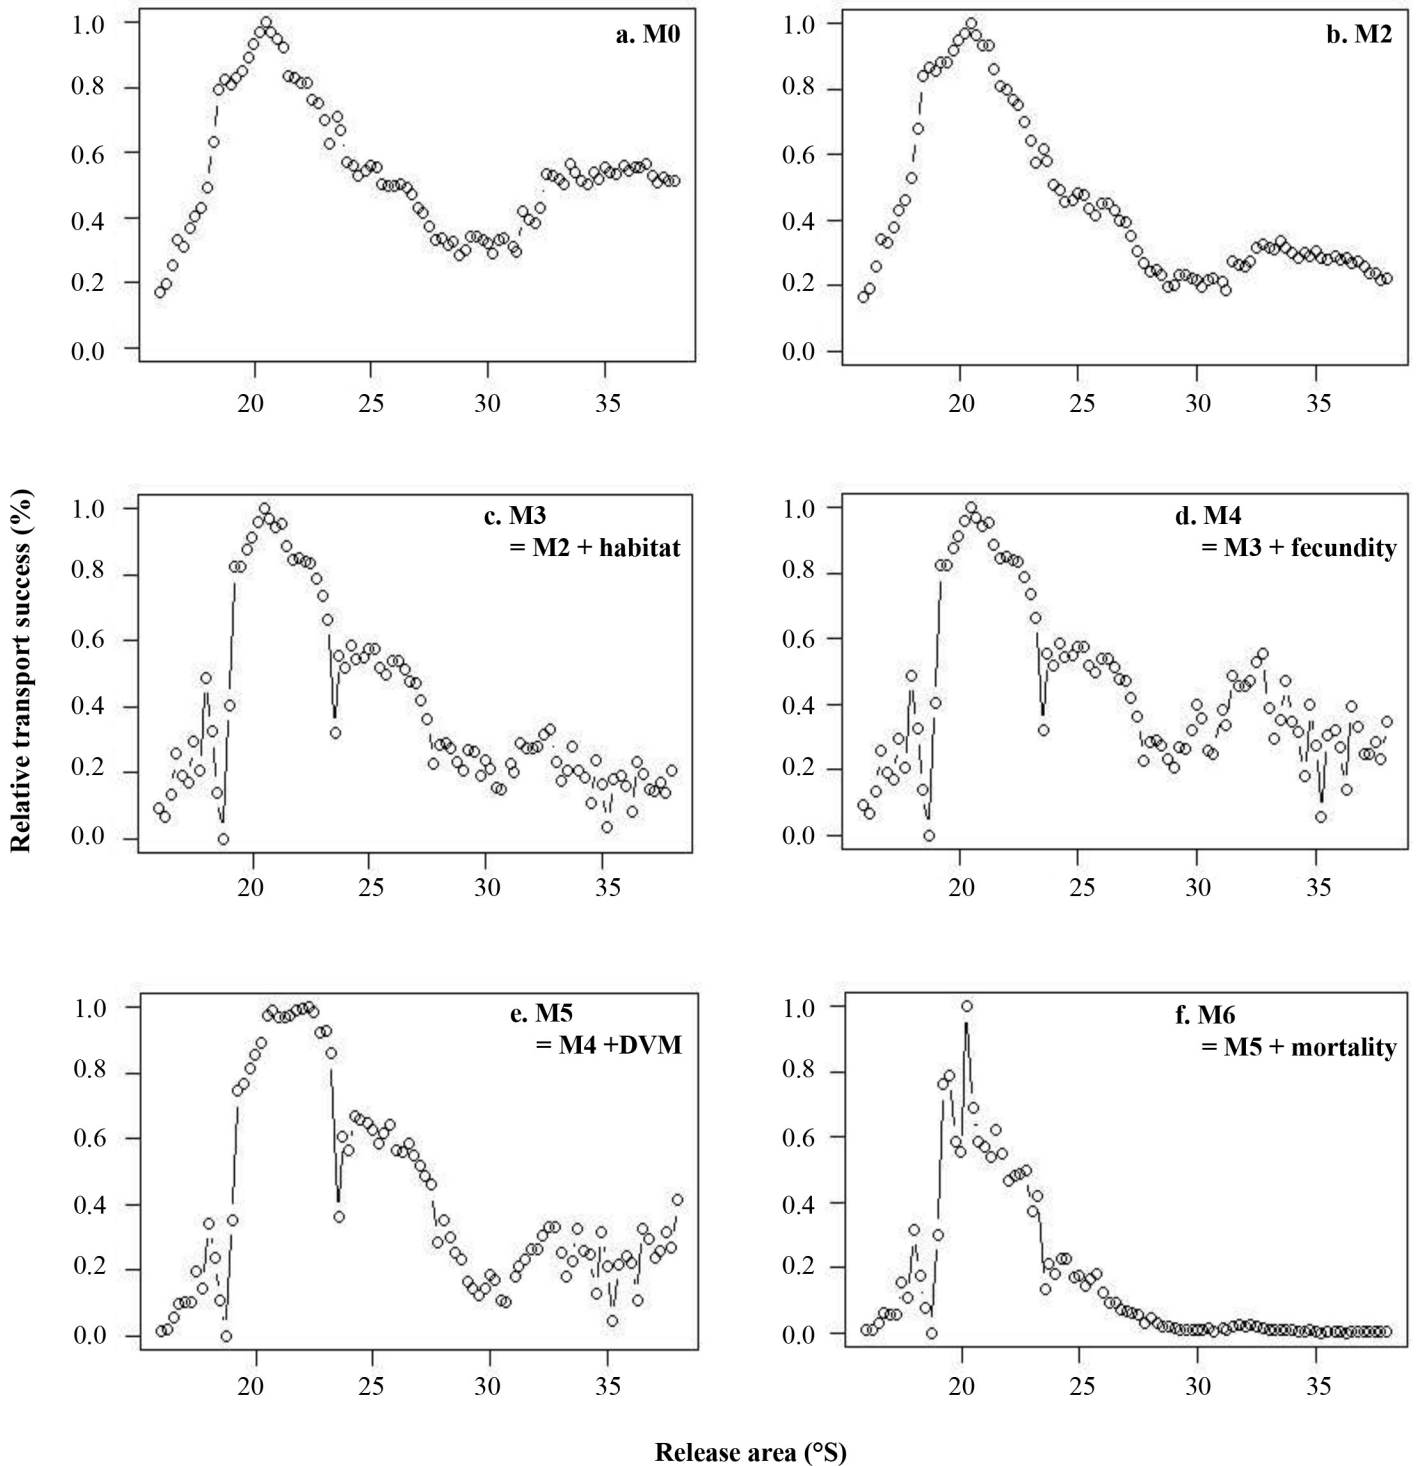 a. M0
1.0
0.8
0.6
0.4
0.2
0.0
20 25 30 35
b. M2
1.0
0.8
0.6
0.4
0.2
0.0
20 25 30 35
Relative transport success (%)
c. M3
= M2 + habitat
1.0
0.8
0.6
0.4
0.2
0.0
20 25 30 35
d. M4
= M3 + fecundity
1.0
0.8
0.6
0.4
0.2
0.0
20 25 30 35
e. M5
= M4 +DVM
1.0
0.8
0.6
0.4
0.2
0.0
20 25 30 35
f. M6
= M5 + mortality
1.0
0.8
0.6
0.4
0.2
0.0
20 25 30 35
Release area (°S)